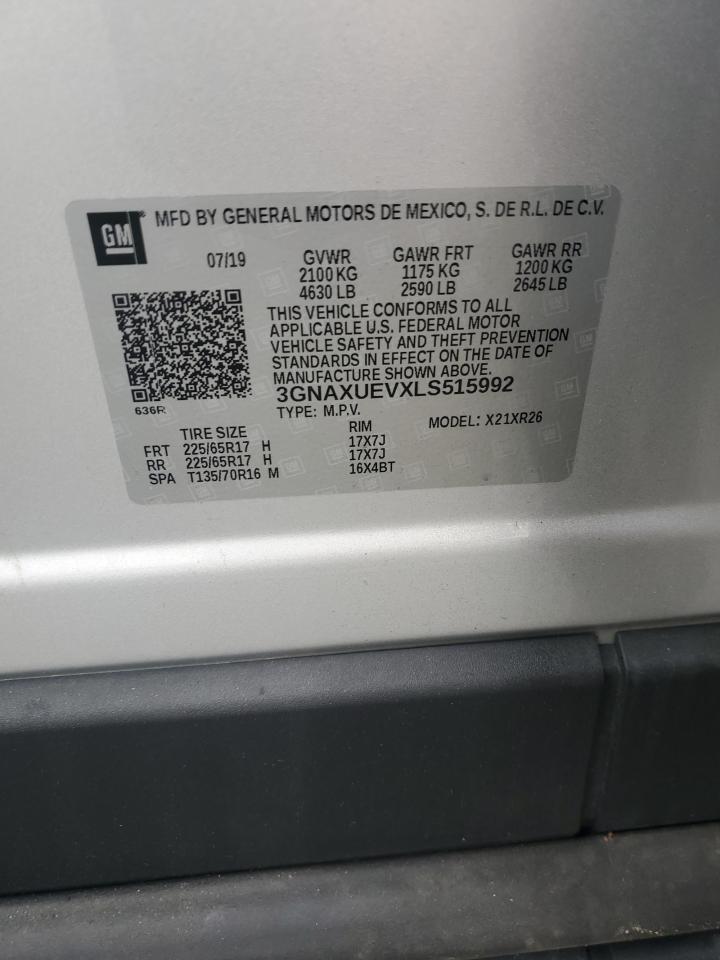 GM
MFD BY GENERAL MOTORS DE MEXICO, S. DE R.L. DE C.V.
07/19 GVWR GAWR FRT GAWR RR
2100 KG 1175 KG 1200 KG
4630 LB 2590 LB 2645 LB
THIS VEHICLE CONFORMS TO ALL
APPLICABLE U.S. FEDERAL MOTOR
VEHICLE SAFETY AND THEFT PREVENTION
STANDARDS IN EFFECT ON THE DATE OF
MANUFACTURE SHOWN ABOVE.
3GNAXUEVXLS515992
636R
TYPE: M.P.V. MODEL: X21XR26
TIRE SIZE RIM
FRT 225/65R17 H 17X7J
RR 225/65R17 H 17X7J
SPA T135/70R16 M 16X4BT